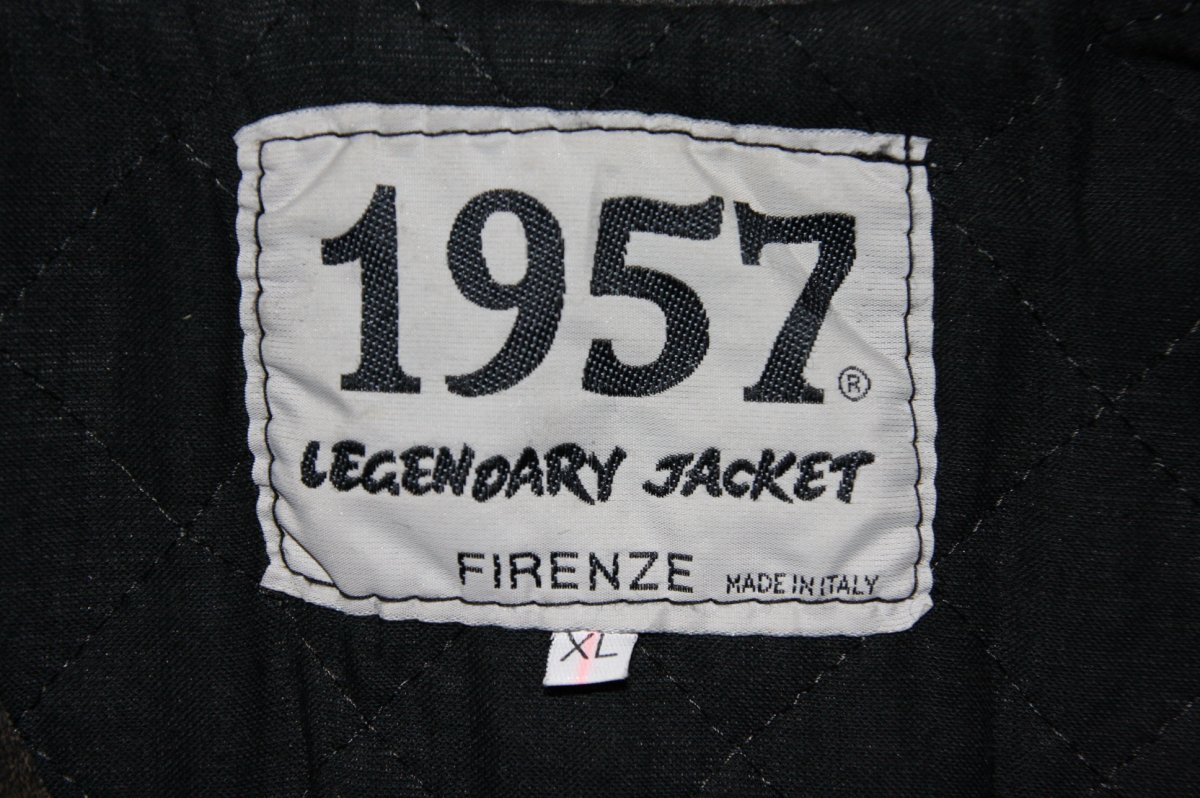 1957®
LEGENDARY JACKET
FIRENZE MADE IN ITALY
XL